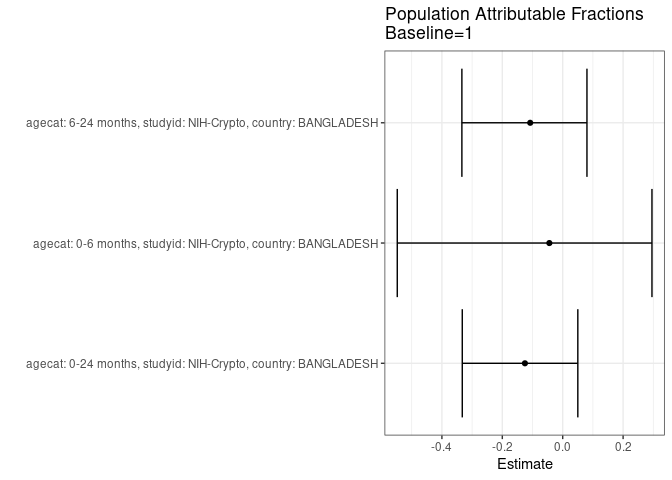 Population Attributable Fractions
Baseline=1
agecat: 6-24 months, studyid: NIH-Crypto, country: BANGLADESH
agecat: 0-6 months, studyid: NIH-Crypto, country: BANGLADESH
agecat: 0-24 months, studyid: NIH-Crypto, country: BANGLADESH
-0.4 -0.2 0.0 0.2
Estimate